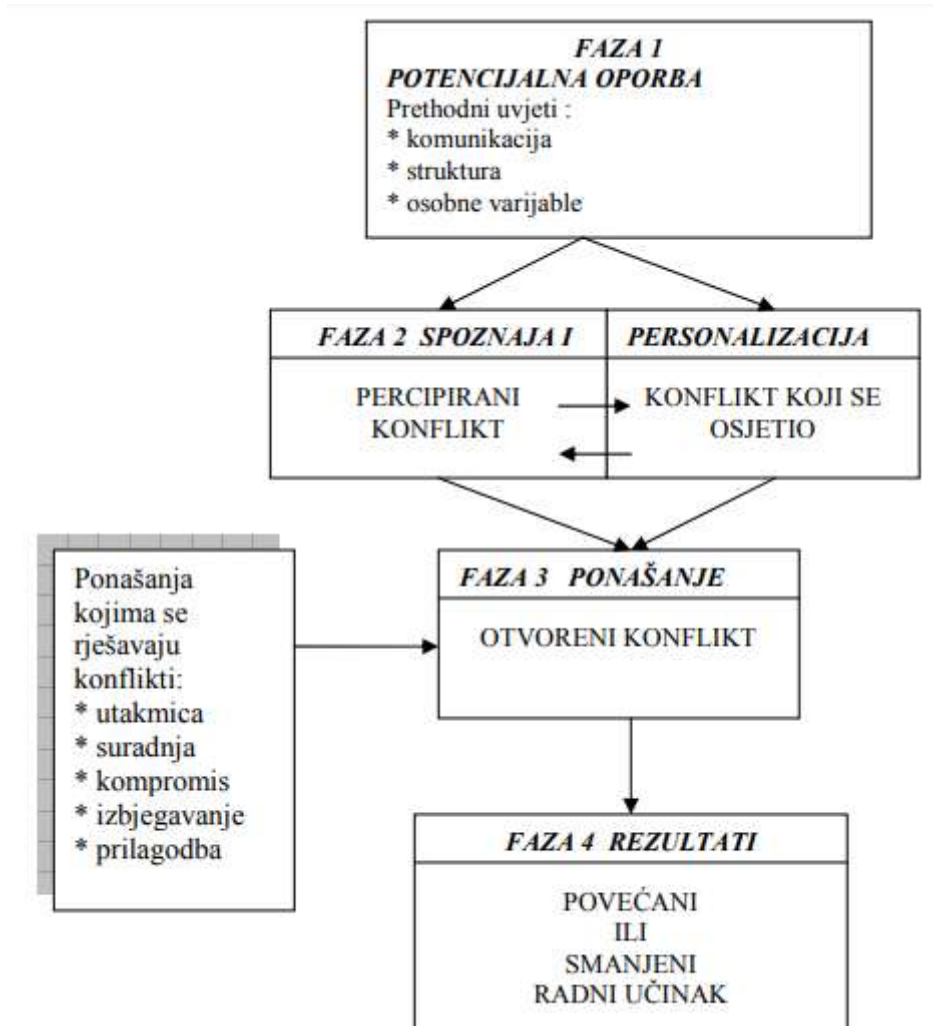 FAZA 1
POTENCIJALNA OPORBA
Prethodni uvjeti :
* komunikacija
* struktura
* osobne varijable
FAZA 2  SPOZNAJA I
PERSONALIZACIJA
PERCIPIRANI
KONFLIKT
KONFLIKT KOJI SE
OSJETIO
Ponašanja
kojima se
rješavaju
konflikti:
* utakmica
* suradnja
* kompromis
* izbjegavanje
* prilagodba
FAZA 3   PONAŠANJE
OTVORENI KONFLIKT
FAZA 4  REZULTATI
POVEĆANI
ILI
SMANJENI
RADNI UČINAK